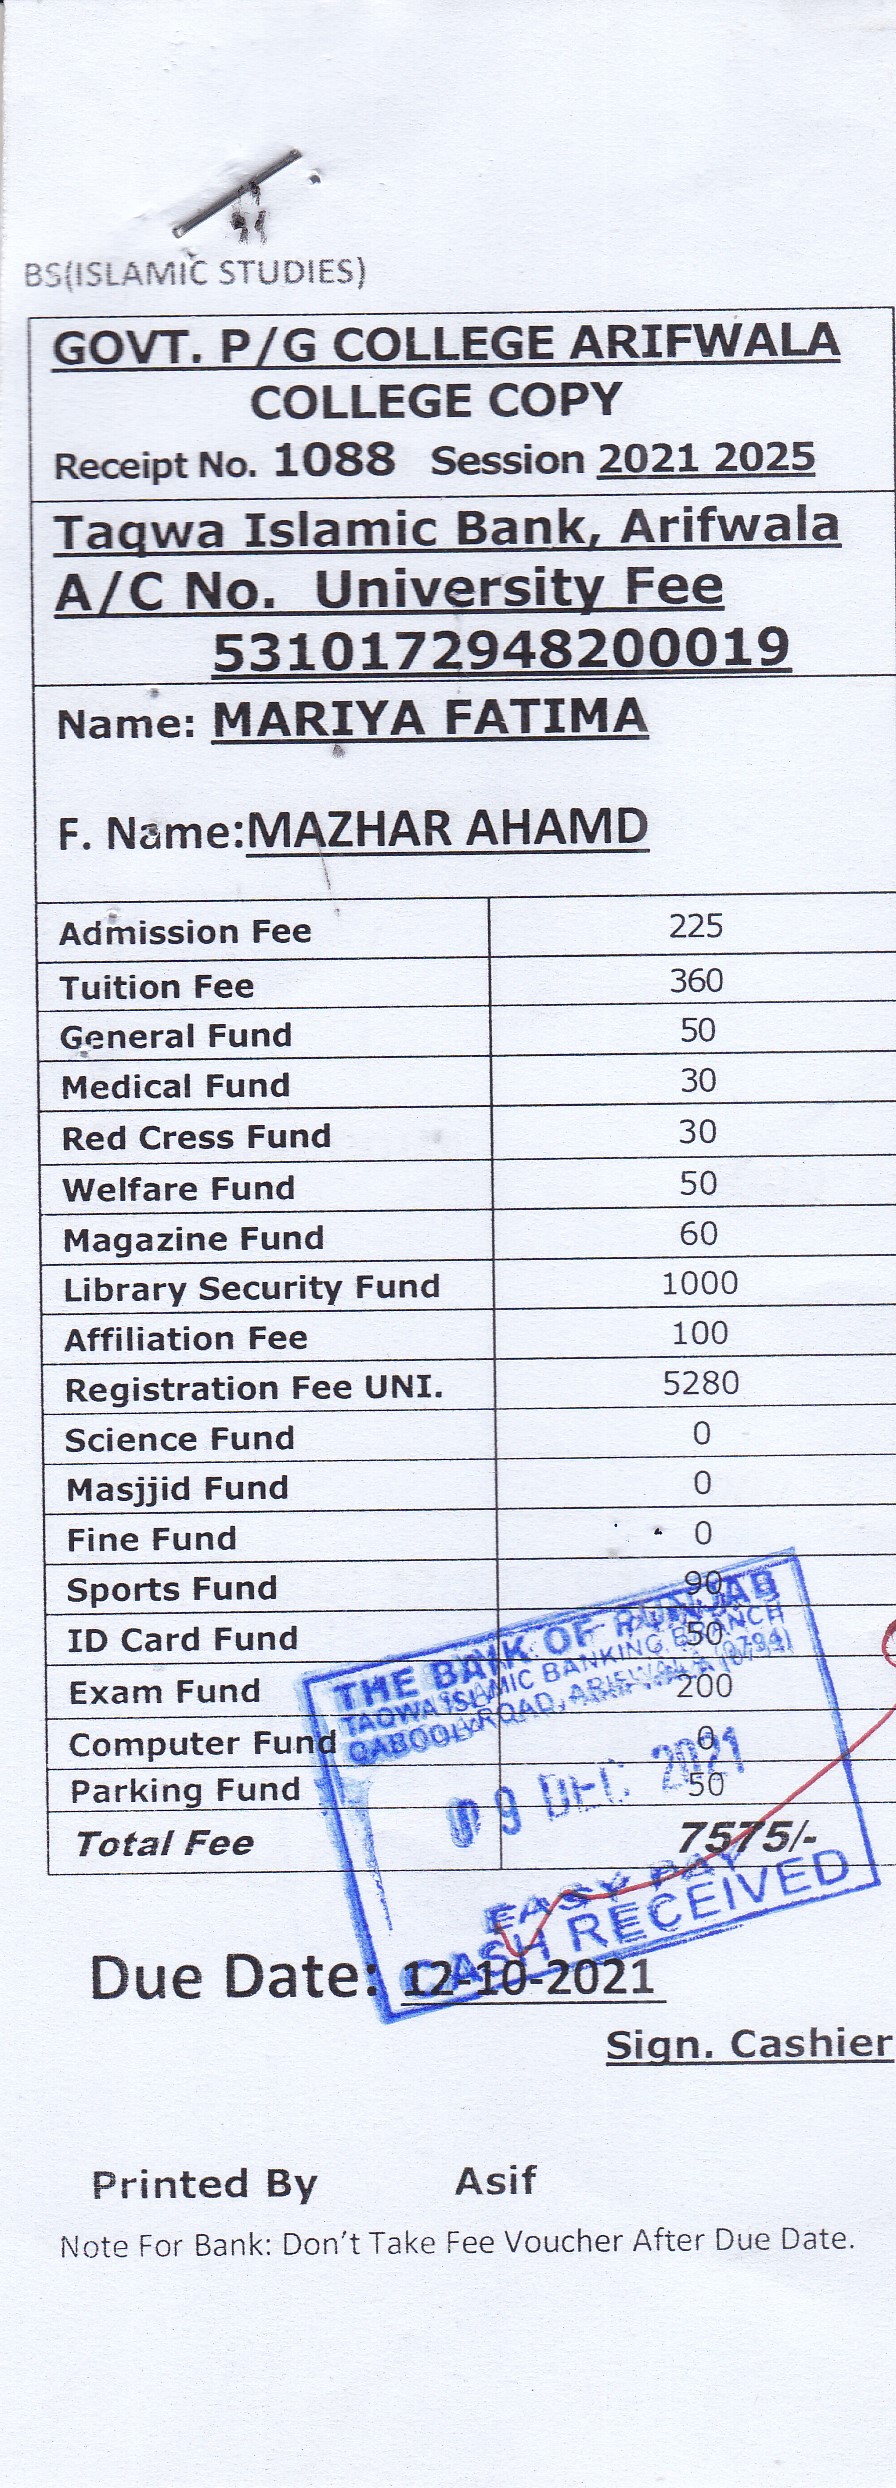 BS(ISLAMIC STUDIES)
GOVT. P/G COLLEGE ARIFWALA
COLLEGE COPY
Receipt No. 1088 Session 2021 2025
Taqwa Islamic Bank, Arifwala
A/C No. University Fee
5310172948200019
Name: MARIYA FATIMA
F. Name:MAZHAR AHAMD
Admission Fee 225
Tuition Fee 360
General Fund 50
Medical Fund 30
Red Cress Fund 30
Welfare Fund 50
Magazine Fund 60
Library Security Fund 1000
Affiliation Fee 100
Registration Fee UNI. 5280
Science Fund 0
Masjjid Fund 0
Fine Fund 0
Sports Fund 90
ID Card Fund 50
Exam Fund 200
Computer Fund 0
Parking Fund 50
Total Fee 7575/-
THE BANK OF PUNJAB
TAQWA ISLAMIC BANKING BRANCH
ROAD, ARIFWALA (0794)
09 DEC 2021
EASY PAY
CASH RECEIVED
Due Date: 12-10-2021
Sign. Cashier
Printed By Asif
Note For Bank: Don't Take Fee Voucher After Due Date.